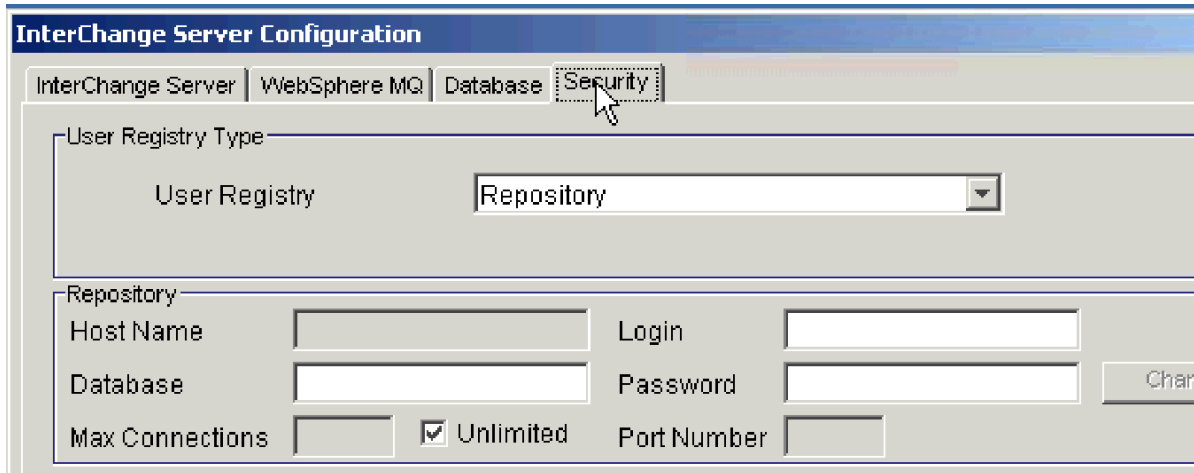 InterChange Server Configuration
InterChange Server WebSphere MQ Database Security
User Registry Type
User Registry Repository
Repository
Host Name Login
Database Password Char
Max Connections Unlimited Port Number